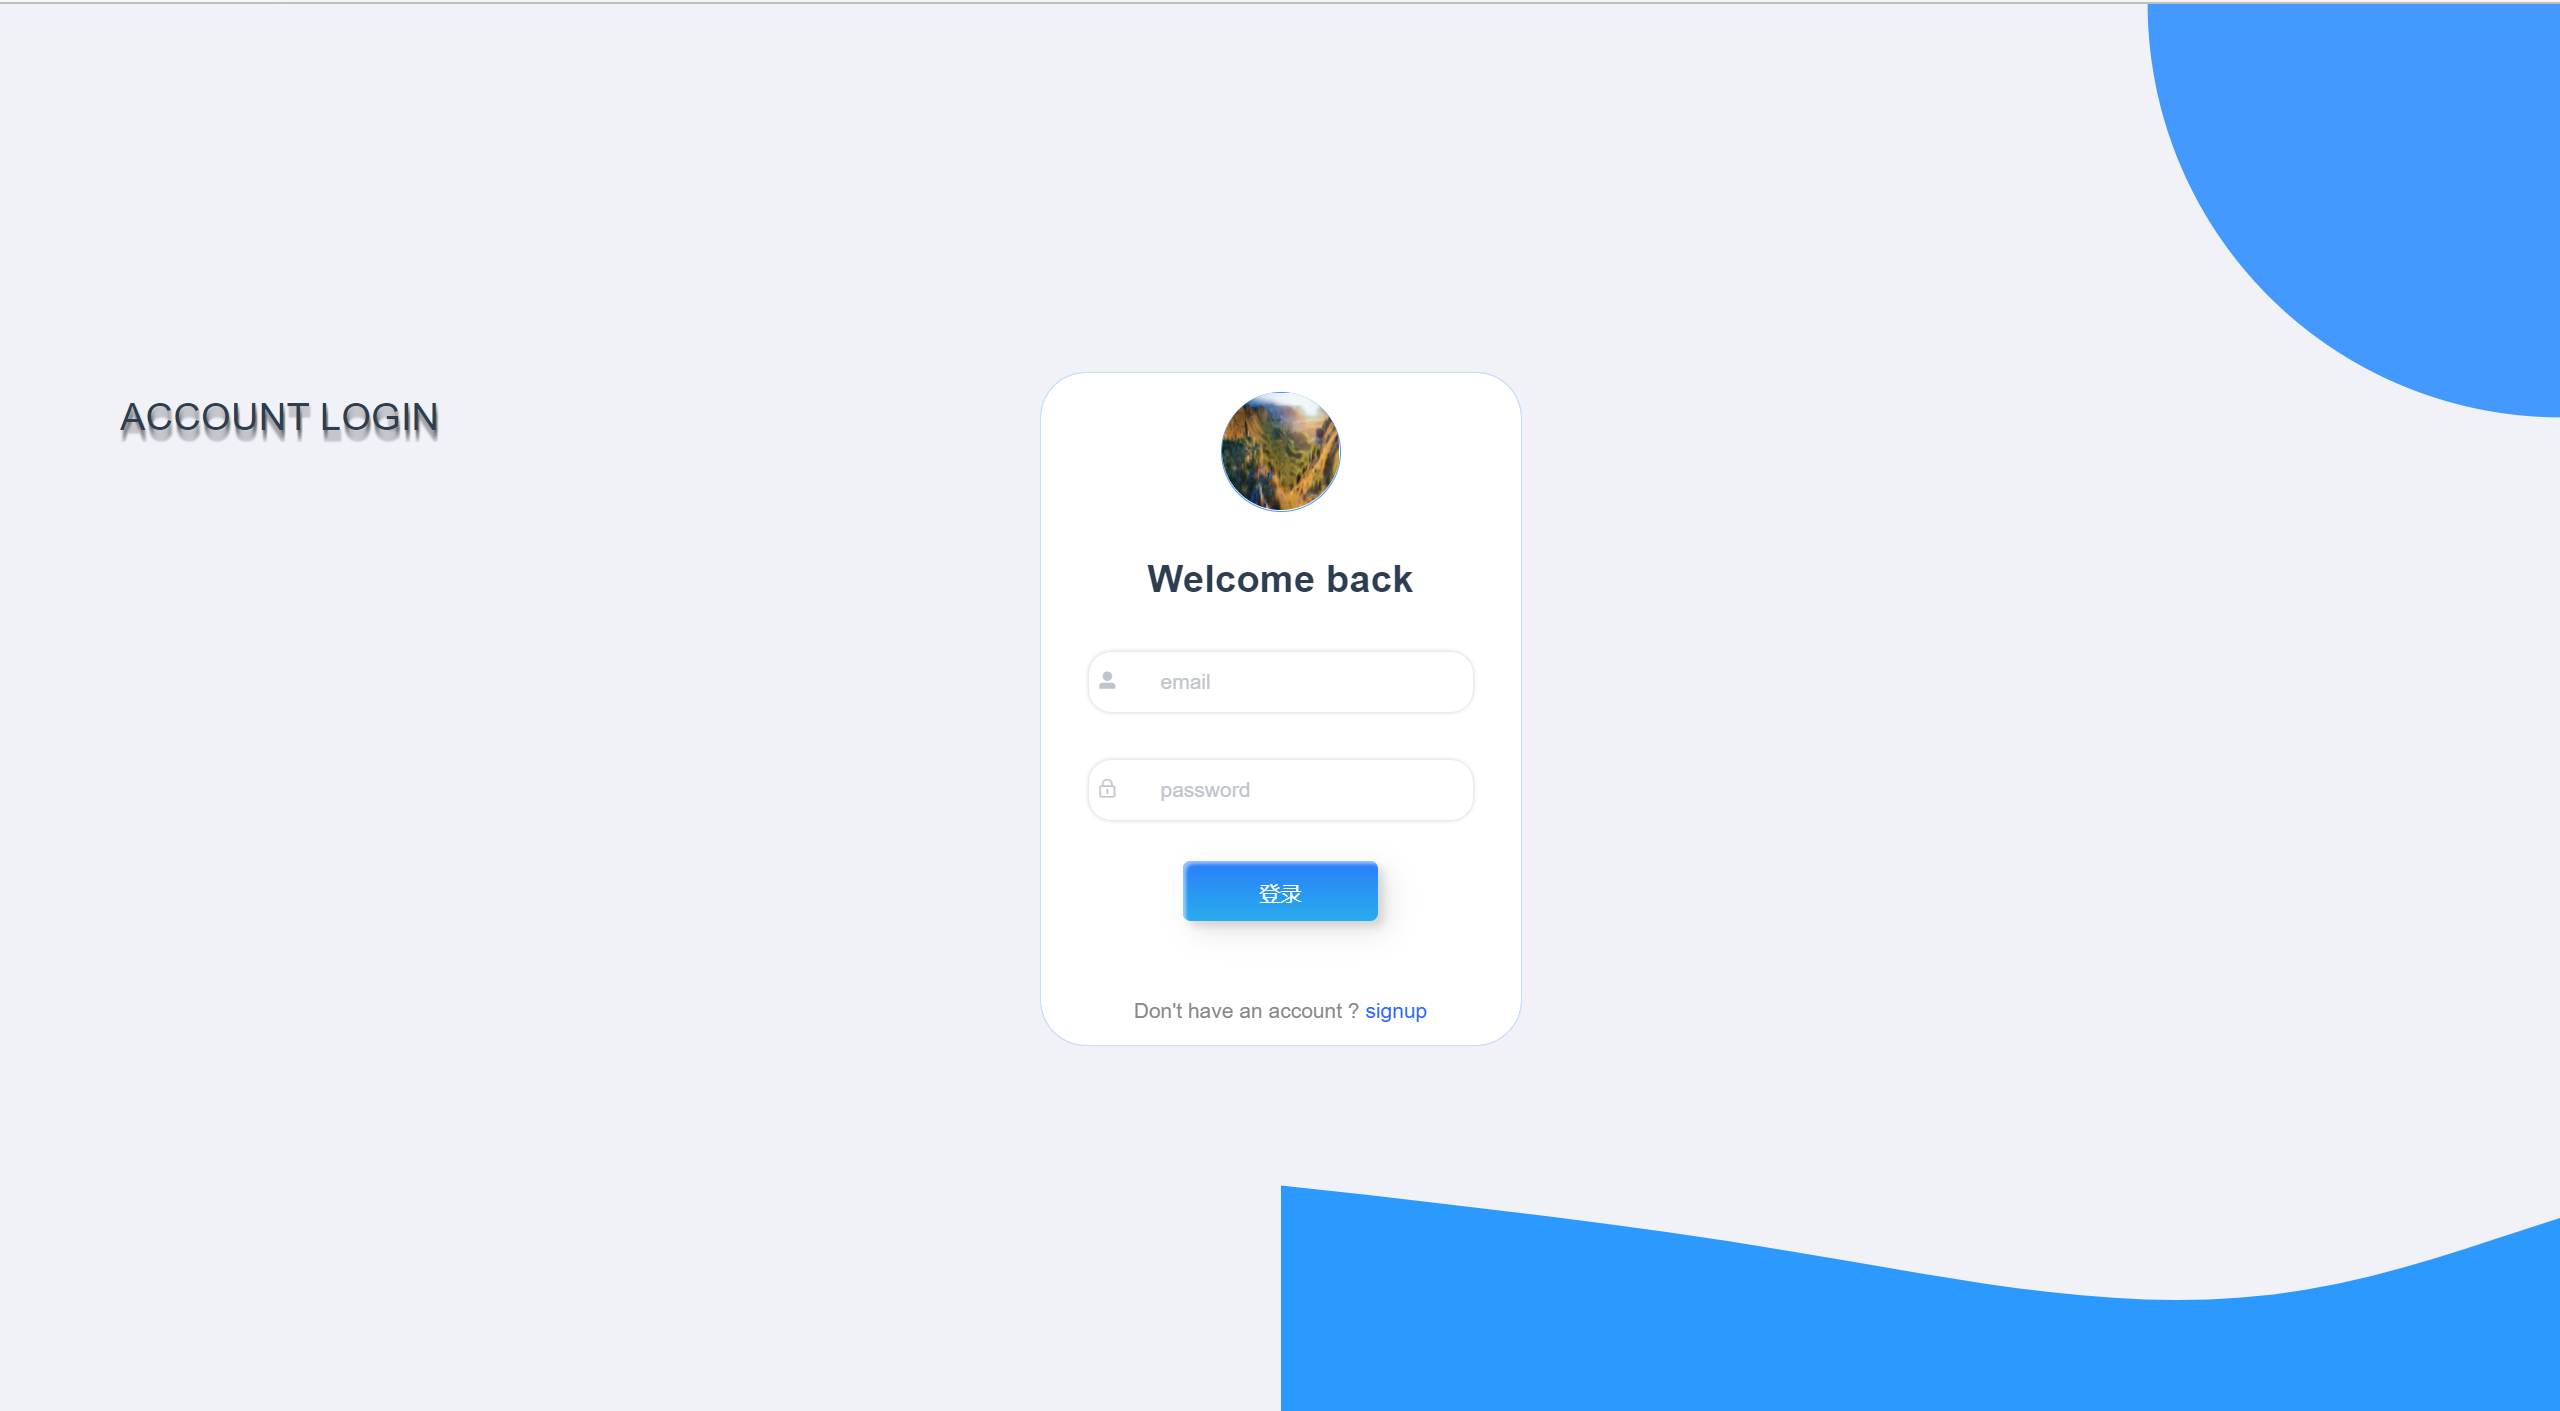 ACCOUNT LOGIN
Welcome back
email
password
登录
Don't have an account ? signup